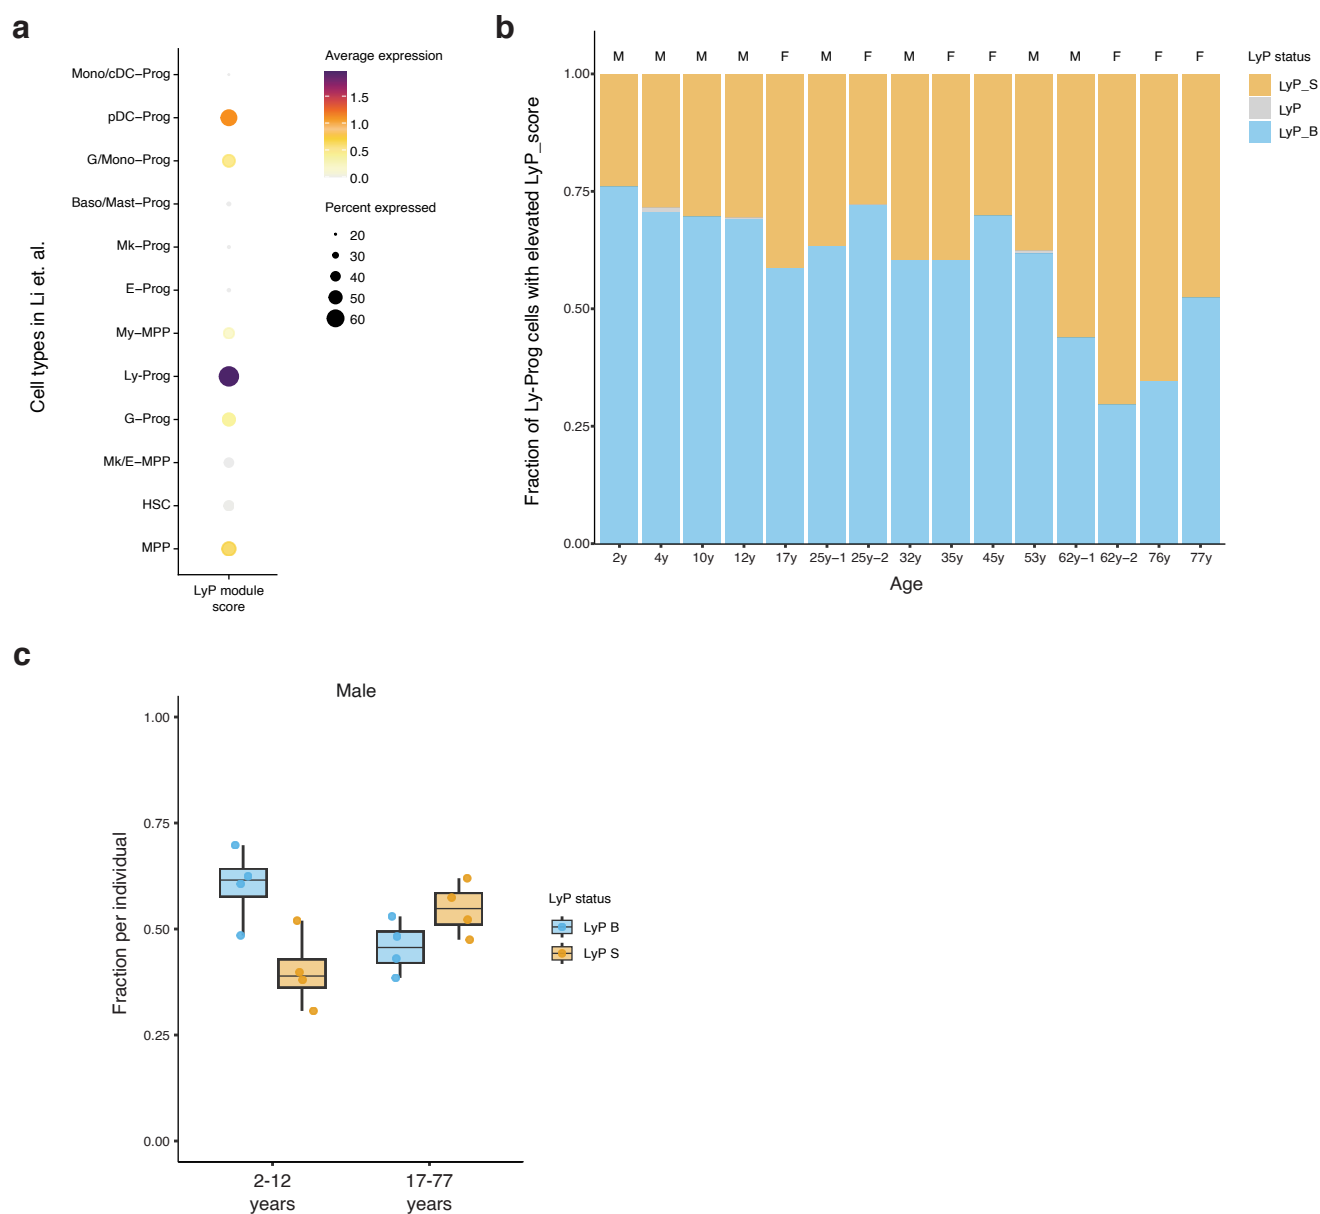 a
Cell types in Li et. al.
Mono/cDC−Prog
pDC−Prog
G/Mono−Prog
Baso/Mast−Prog
Mk−Prog
E−Prog
My−MPP
Ly-Prog
G−Prog
Mk/E−MPP
HSC
MPP
LyP module
score
Average expression
1.5
1.0
0.5
0.0
Percent expressed
20
30
40
50
60
b
Fraction of Ly-Prog cells with elevated LyP_score
M M M M F M F M F F M M F F F
1.00
0.75
0.50
0.25
0.00
2y 4y 10y 12y 17y 25y−1 25y−2 32y 35y 45y 53y 62y−1 62y−2 76y 77y
Age
LyP status
LyP_S
LyP
LyP_B
c
Male
Fraction per individual
1.00
0.75
0.50
0.25
0.00
2-12
years
17-77
years
LyP status
LyP B
LyP S